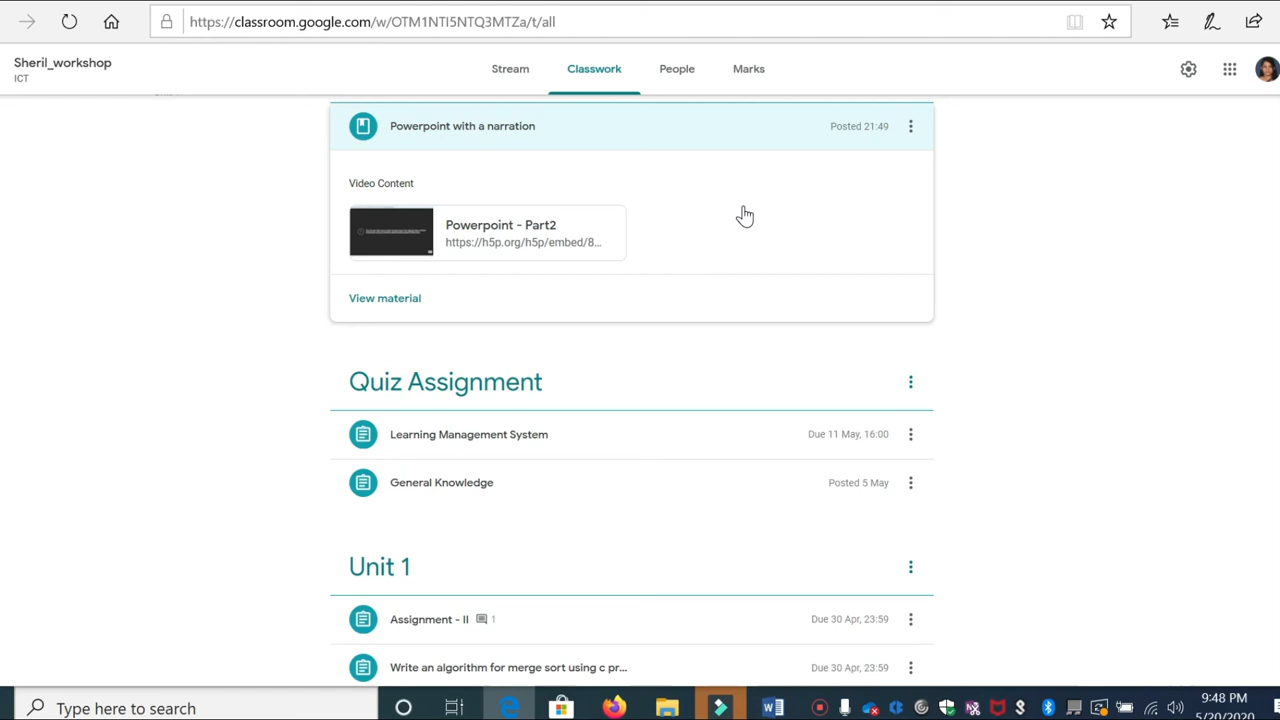 https://classroom.google.com/w/OTM1NTI5NTQ3MTZa/t/all
Sheril_workshop
ICT
Stream
Classwork
People
Marks
Powerpoint with a narration
Posted 21:49
Video Content
Powerpoint - Part2
https://h5p.org/h5p/embed/8...
View material
Quiz Assignment
Learning Management System
Due 11 May, 16:00
General Knowledge
Posted 5 May
Unit 1
Assignment - II
1
Due 30 Apr, 23:59
Write an algorithm for merge sort using c pr...
Due 30 Apr, 23:59
Type here to search
9:48 PM
5/20/2020